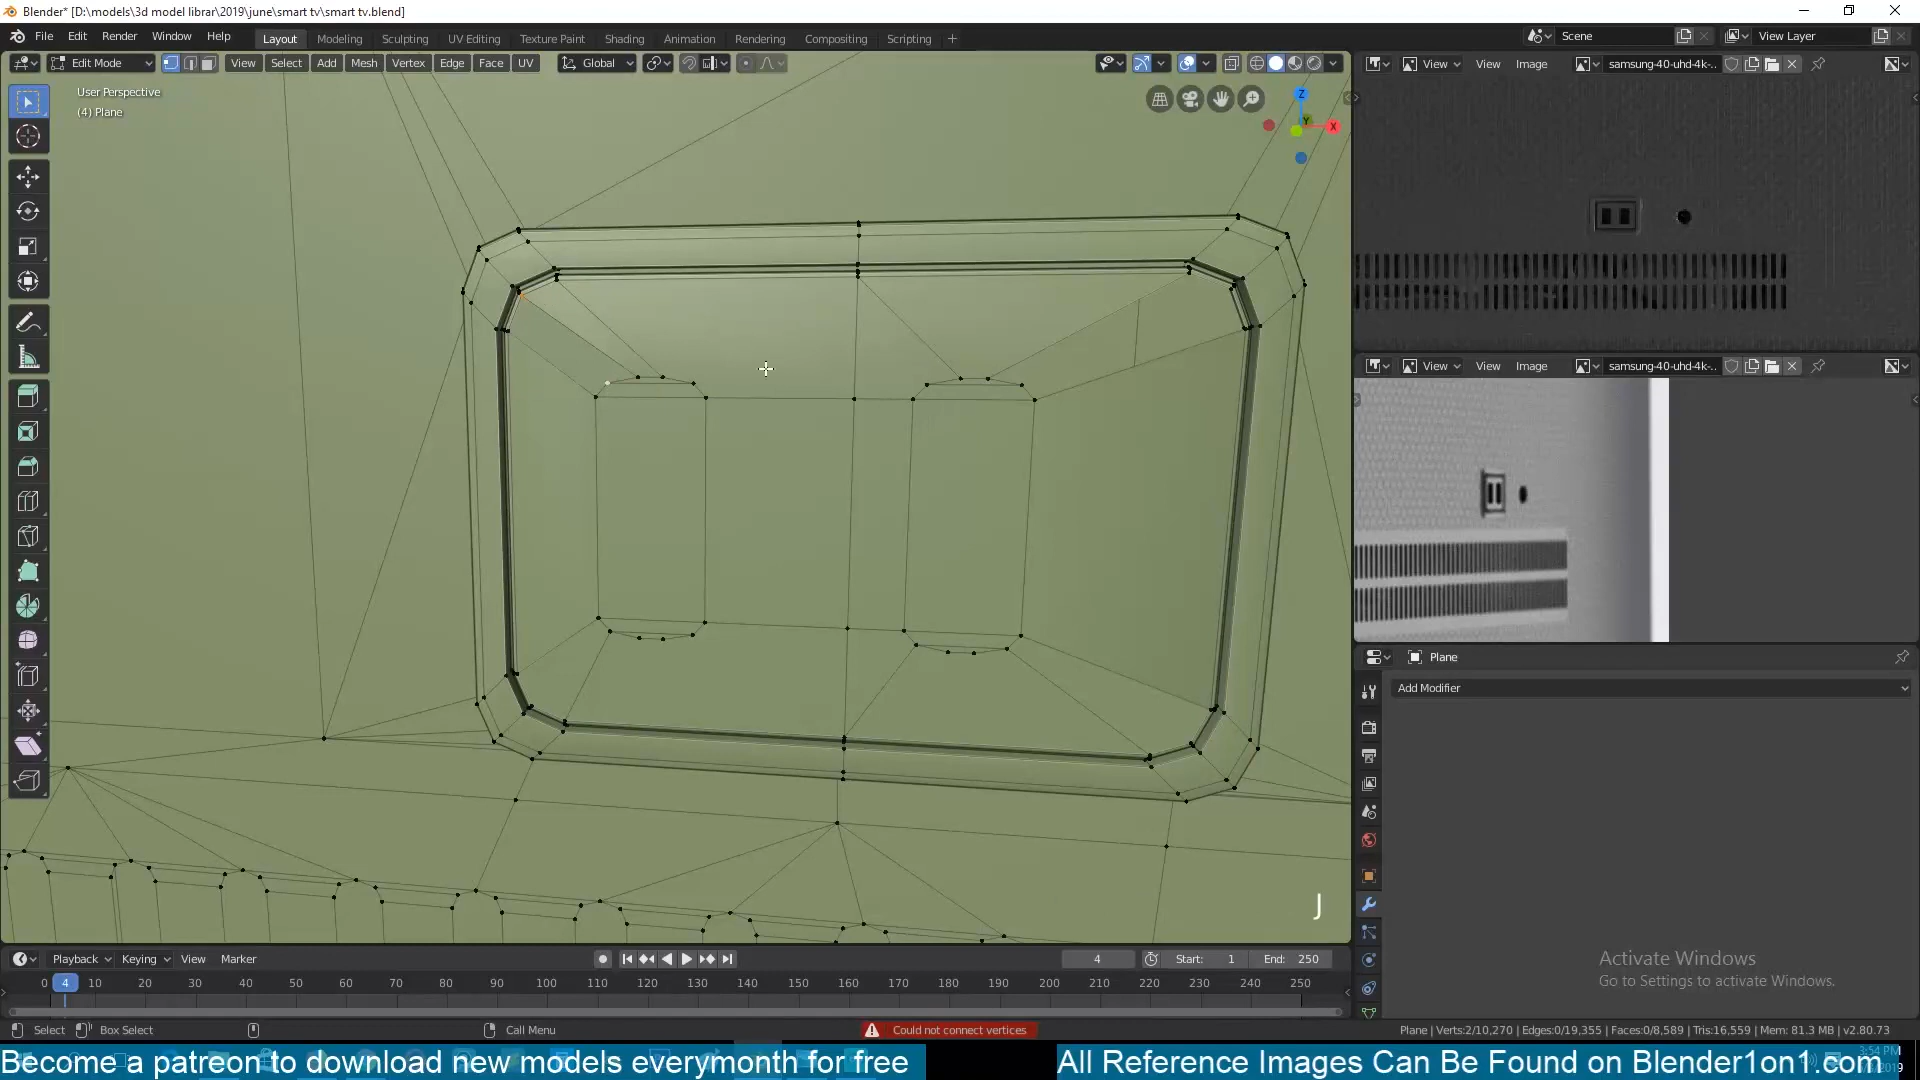 Blender* [D:\models\3d model librar\2019\june\smart tv\smart tv.blend]
File Edit Render Window Help
Layout Modeling Sculpting UV Editing Texture Paint Shading Animation Rendering Compositing Scripting +
Scene View Layer
Edit Mode View Select Add Mesh Vertex Edge Face UV Global
View View Image samsung-40-uhd-4k-..
User Perspective
(4) Plane
Z
Y
X
View View Image samsung-40-uhd-4k-..
Plane
Add Modifier
J
Activate Windows
Go to Settings to activate Windows.
Playback Keying View Marker
4 Start: 1 End: 250
0 4 10 20 30 40 50 60 70 80 90 100 110 120 130 140 150 160 170 180 190 200 210 220 230 240 250
Select Box Select Call Menu
Could not connect vertices
Plane | Verts:2/10,270 | Edges:0/19,355 | Faces:0/8,589 | Tris:16,559 | Mem: 81.3 MB | v2.80.73
Become a patreon to download new models everymonth for free
All Reference Images Can Be Found on Blender1on1.com
3:54 PM